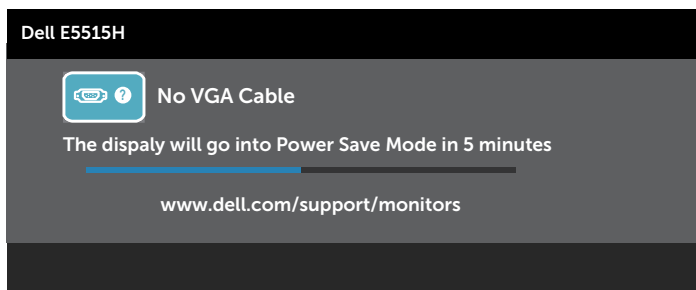 Dell E5515H
No VGA Cable
The dispaly will go into Power Save Mode in 5 minutes
www.dell.com/support/monitors